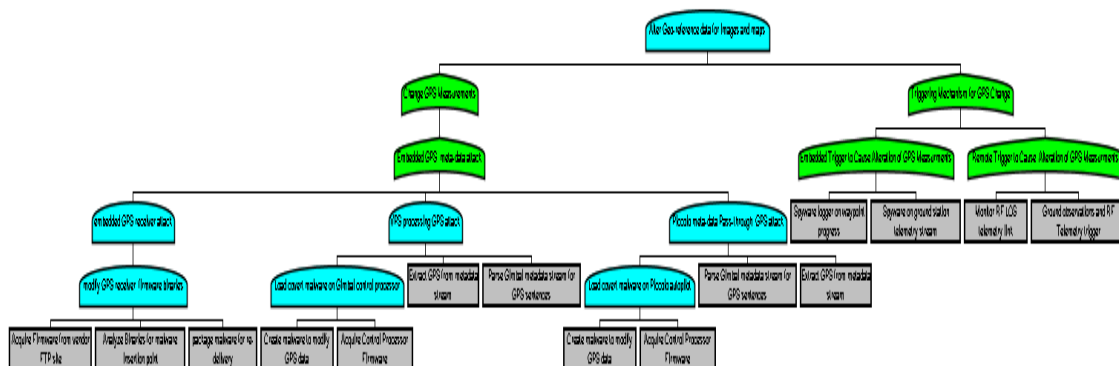 Alter Geo-reference data for images and maps
Change GPS Measurements
Triggering Mechanism for GPS Change
Embedded GPS meta-data attack
Embedded Trigger to Cause Alteration of GPS Measurments
Remote Trigger to Cause Alteration of GPS Measurments
embedded GPS receiver attack
VPS processing GPS attack
Piccolo meta-data Pass-through GPS attack
Spyware logger on waypoint
progress
Spyware on ground station
telemetry stream
Monitor RF LOS
telemetry link
Ground observations and RF
Telemetry trigger
modify GPS receiver firmware binaries
Load covert malware on Gimbal control processor
Extract GPS from metadata
stream
Parse Gimbal metadata stream for
GPS sentences
Load covert malware on Piccolo autopilot
Parse Gimbal metadata stream for
GPS sentences
Extract GPS from metadata
stream
Acquire Firmware from vendor
FTP site
Analyze Binaries for malware
insertion point
package malware for re-
delivery
Create malware to modify
GPS data
Acquire Control Processor
Firmware
Create malware to modify
GPS data
Acquire Control Processor
Firmware